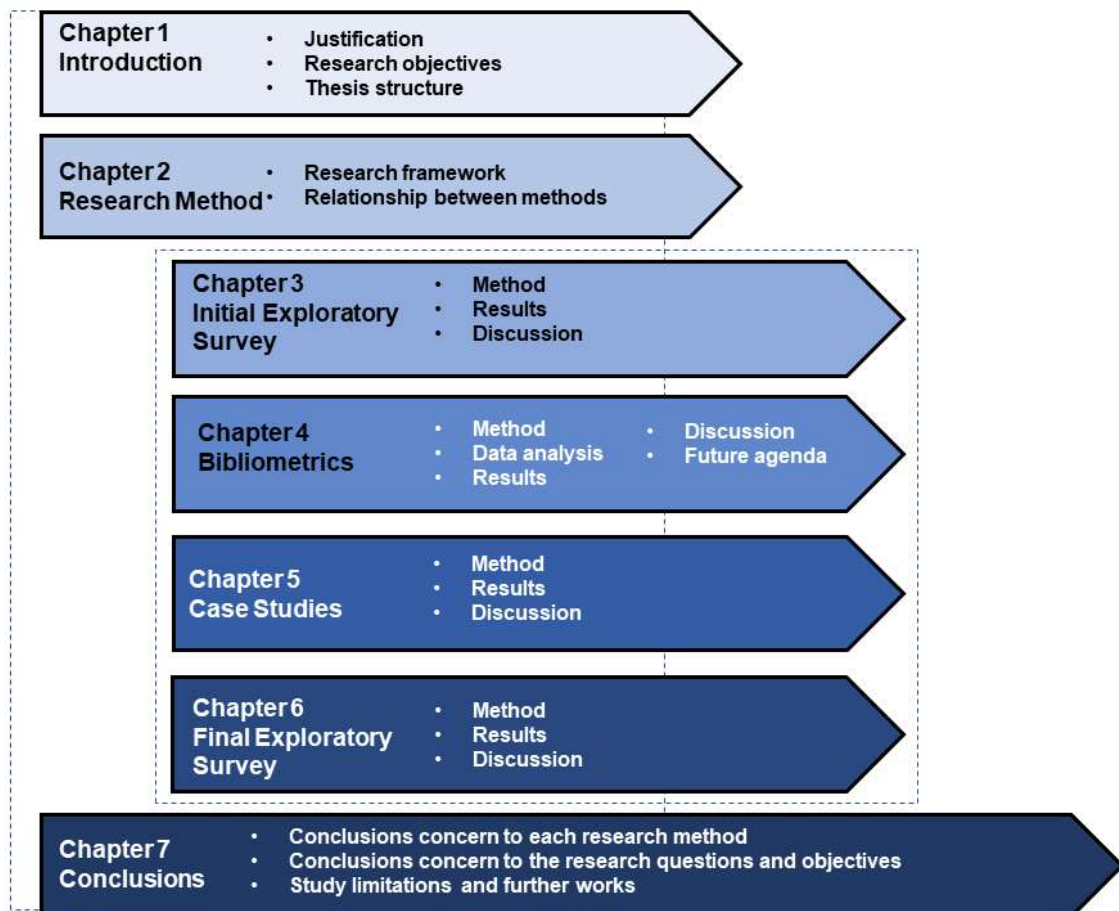 Chapter 1
Introduction
• Justification
• Research objectives
• Thesis structure
Chapter 2
Research Method
• Research framework
• Relationship between methods
Chapter 3
Initial Exploratory
Survey
• Method
• Results
• Discussion
Chapter 4
Bibliometrics
• Method
• Data analysis
• Results
• Discussion
• Future agenda
Chapter 5
Case Studies
• Method
• Results
• Discussion
Chapter 6
Final Exploratory
Survey
• Method
• Results
• Discussion
Chapter 7
Conclusions
• Conclusions concern to each research method
• Conclusions concern to the research questions and objectives
• Study limitations and further works